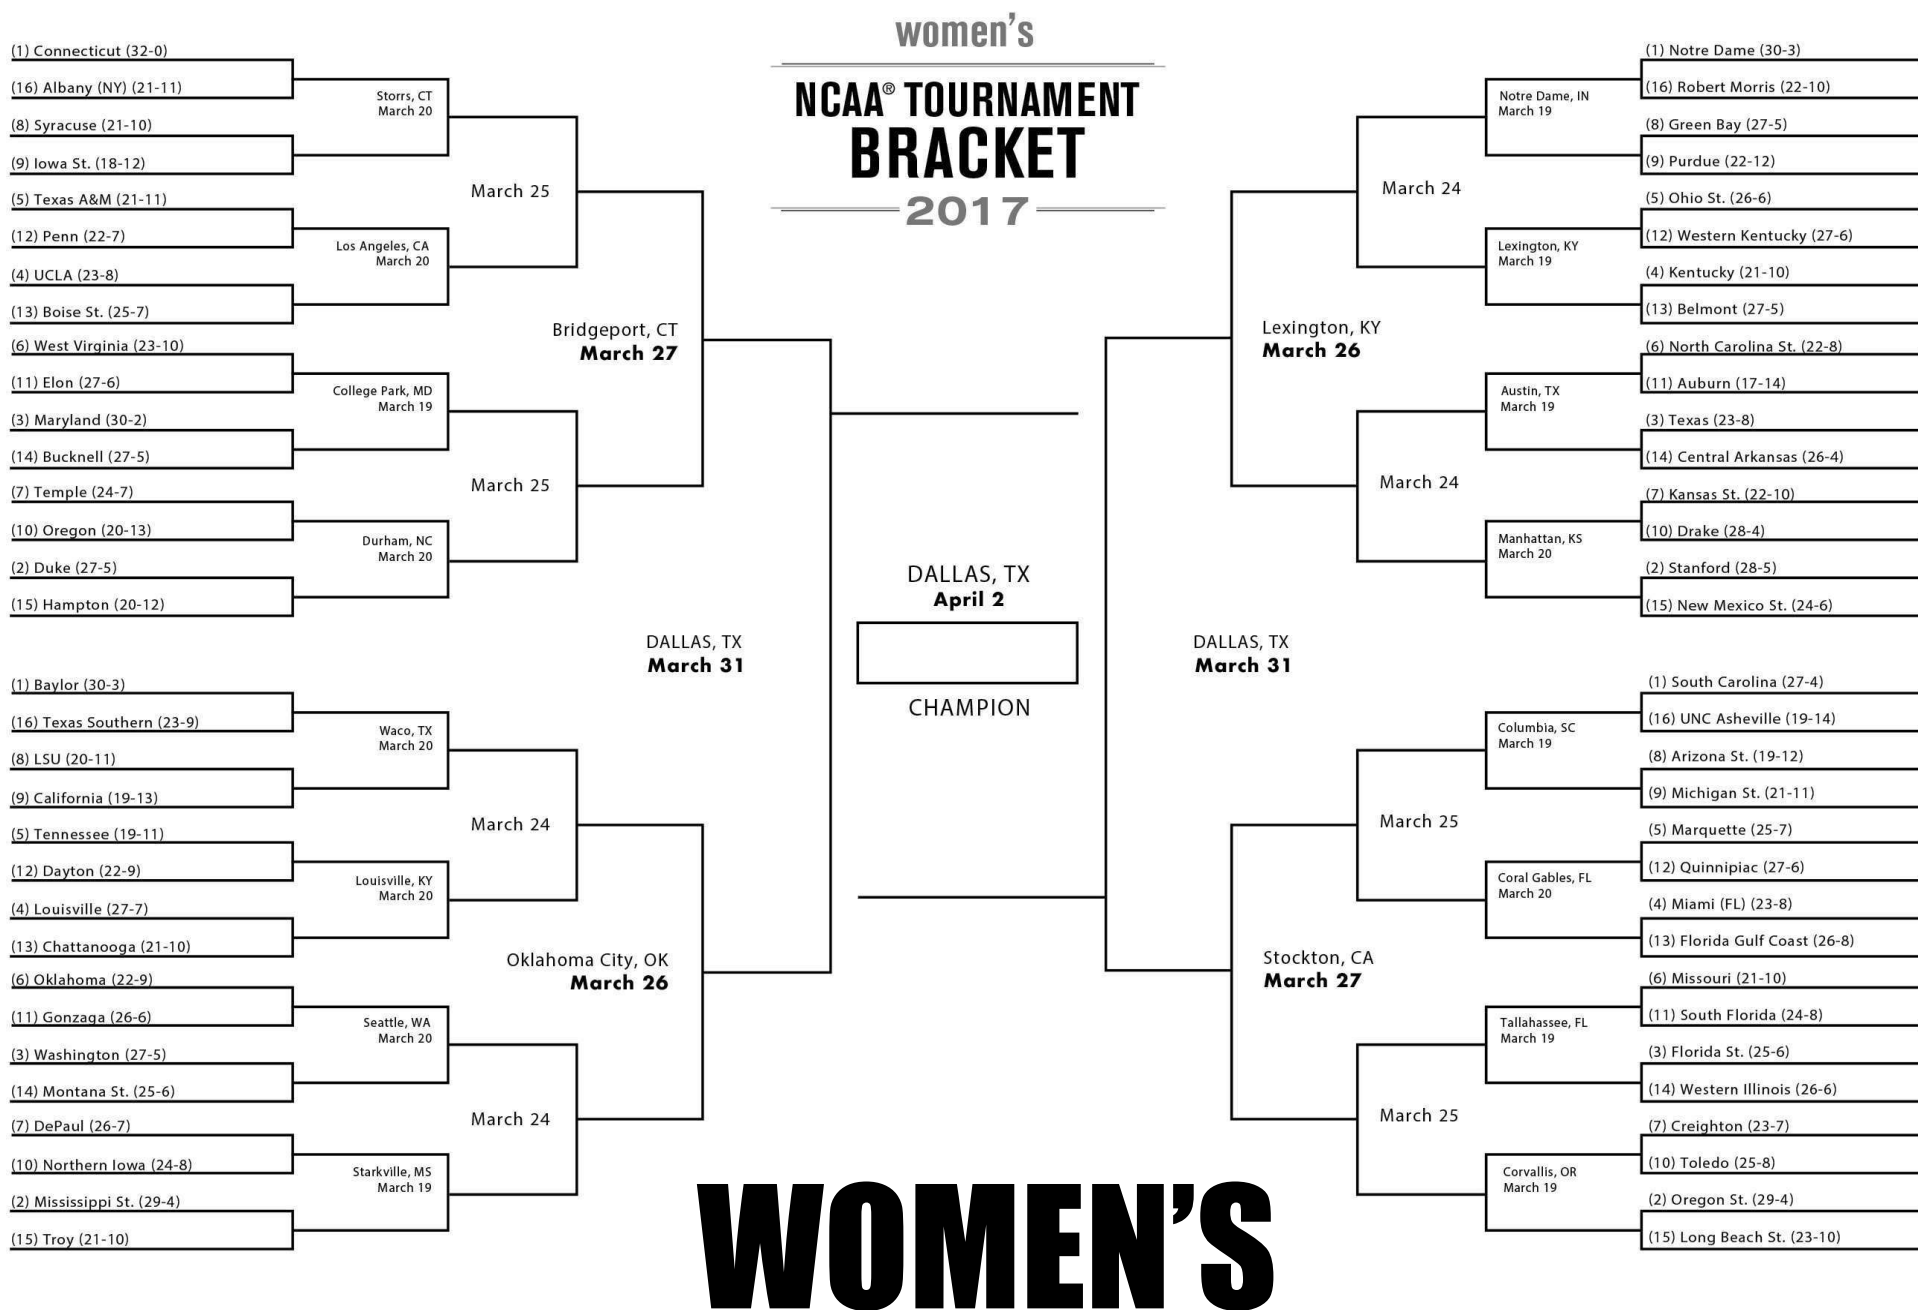 women's
NCAA® TOURNAMENT
BRACKET
2017
(1) Connecticut (32-0)
(16) Albany (NY) (21-11)
Storrs, CT
March 20
(8) Syracuse (21-10)
(9) Iowa St. (18-12)
March 25
(5) Texas A&M (21-11)
(12) Penn (22-7)
Los Angeles, CA
March 20
(4) UCLA (23-8)
(13) Boise St. (25-7)
Bridgeport, CT
March 27
(6) West Virginia (23-10)
(11) Elon (27-6)
College Park, MD
March 19
(3) Maryland (30-2)
(14) Bucknell (27-5)
March 25
(7) Temple (24-7)
(10) Oregon (20-13)
Durham, NC
March 20
(2) Duke (27-5)
(15) Hampton (20-12)
DALLAS, TX
March 31
(1) Baylor (30-3)
(16) Texas Southern (23-9)
Waco, TX
March 20
(8) LSU (20-11)
(9) California (19-13)
March 24
(5) Tennessee (19-11)
(12) Dayton (22-9)
Louisville, KY
March 20
(4) Louisville (27-7)
(13) Chattanooga (21-10)
Oklahoma City, OK
March 26
(6) Oklahoma (22-9)
(11) Gonzaga (26-6)
Seattle, WA
March 20
(3) Washington (27-5)
(14) Montana St. (25-6)
March 24
(7) DePaul (26-7)
(10) Northern Iowa (24-8)
Starkville, MS
March 19
(2) Mississippi St. (29-4)
(15) Troy (21-10)
DALLAS, TX
April 2
CHAMPION
(1) Notre Dame (30-3)
(16) Robert Morris (22-10)
Notre Dame, IN
March 19
(8) Green Bay (27-5)
(9) Purdue (22-12)
March 24
(5) Ohio St. (26-6)
(12) Western Kentucky (27-6)
Lexington, KY
March 19
(4) Kentucky (21-10)
(13) Belmont (27-5)
Lexington, KY
March 26
(6) North Carolina St. (22-8)
(11) Auburn (17-14)
Austin, TX
March 19
(3) Texas (23-8)
(14) Central Arkansas (26-4)
March 24
(7) Kansas St. (22-10)
(10) Drake (28-4)
Manhattan, KS
March 20
(2) Stanford (28-5)
(15) New Mexico St. (24-6)
DALLAS, TX
March 31
(1) South Carolina (27-4)
(16) UNC Asheville (19-14)
Columbia, SC
March 19
(8) Arizona St. (19-12)
(9) Michigan St. (21-11)
March 25
(5) Marquette (25-7)
(12) Quinnipiac (27-6)
Coral Gables, FL
March 20
(4) Miami (FL) (23-8)
(13) Florida Gulf Coast (26-8)
Stockton, CA
March 27
(6) Missouri (21-10)
(11) South Florida (24-8)
Tallahassee, FL
March 19
(3) Florida St. (25-6)
(14) Western Illinois (26-6)
March 25
(7) Creighton (23-7)
(10) Toledo (25-8)
Corvallis, OR
March 19
(2) Oregon St. (29-4)
(15) Long Beach St. (23-10)
WOMEN'S